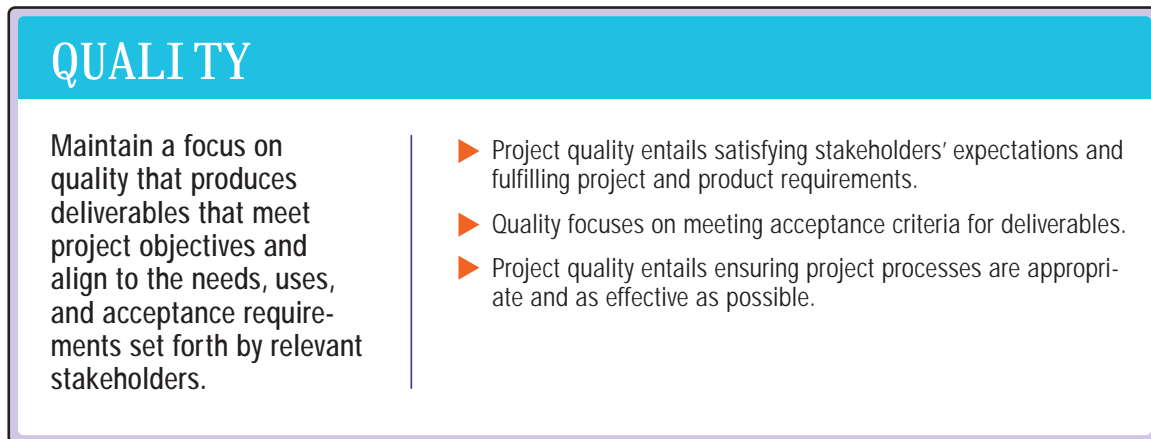 QUALITY
Maintain a focus on
quality that produces
deliverables that meet
project objectives and
align to the needs, uses,
and acceptance require-
ments set forth by relevant
stakeholders.
Project quality entails satisfying stakeholders’ expectations and
fulfilling project and product requirements.
Quality focuses on meeting acceptance criteria for deliverables.
Project quality entails ensuring project processes are appropri-
ate and as effective as possible.